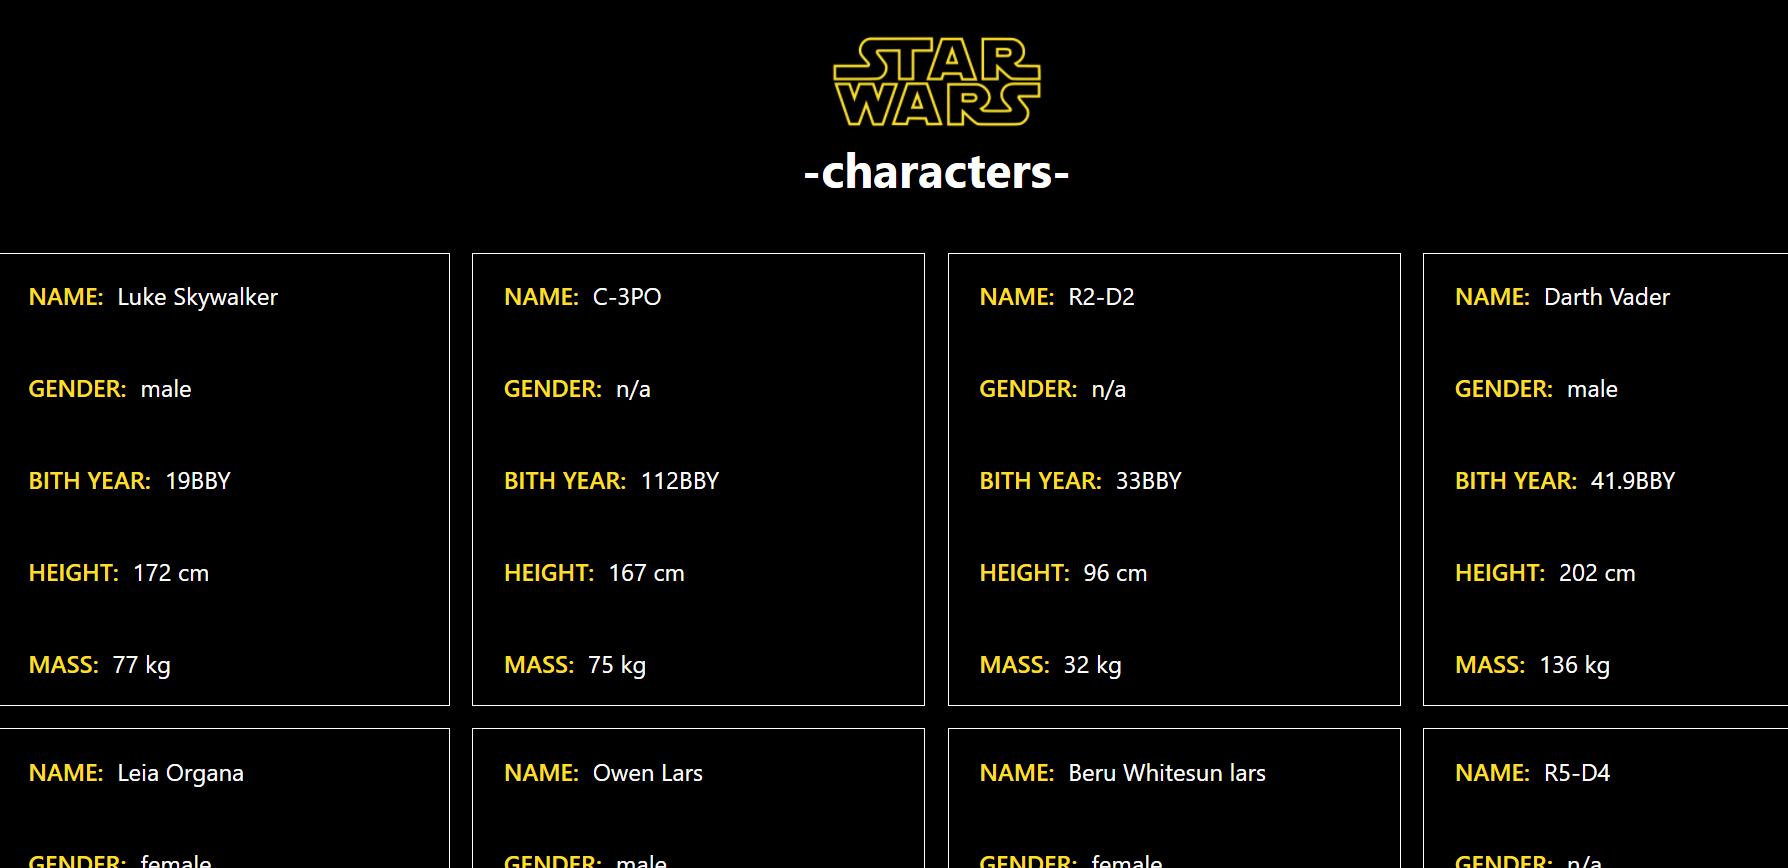 STAR
WARS
-characters-
NAME: Luke Skywalker
GENDER: male
BITH YEAR: 19BBY
HEIGHT: 172 cm
MASS: 77 kg
NAME: C-3PO
GENDER: n/a
BITH YEAR: 112BBY
HEIGHT: 167 cm
MASS: 75 kg
NAME: R2-D2
GENDER: n/a
BITH YEAR: 33BBY
HEIGHT: 96 cm
MASS: 32 kg
NAME: Darth Vader
GENDER: male
BITH YEAR: 41.9BBY
HEIGHT: 202 cm
MASS: 136 kg
NAME: Leia Organa
GENDER: female
NAME: Owen Lars
GENDER: male
NAME: Beru Whitesun lars
GENDER: female
NAME: R5-D4
GENDER: n/a